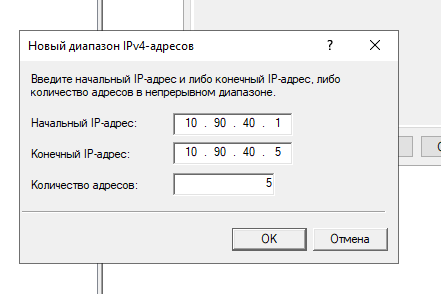 Новый диапазон IPv4-адресов
?
Введите начальный IP-адрес и либо конечный IP-адрес, либо
количество адресов в непрерывном диапазоне.
Начальный IP-адрес: 10 . 90 . 40 . 1
Конечный IP-адрес: 10 . 90 . 40 . 5
Количество адресов: 5
OK Отмена